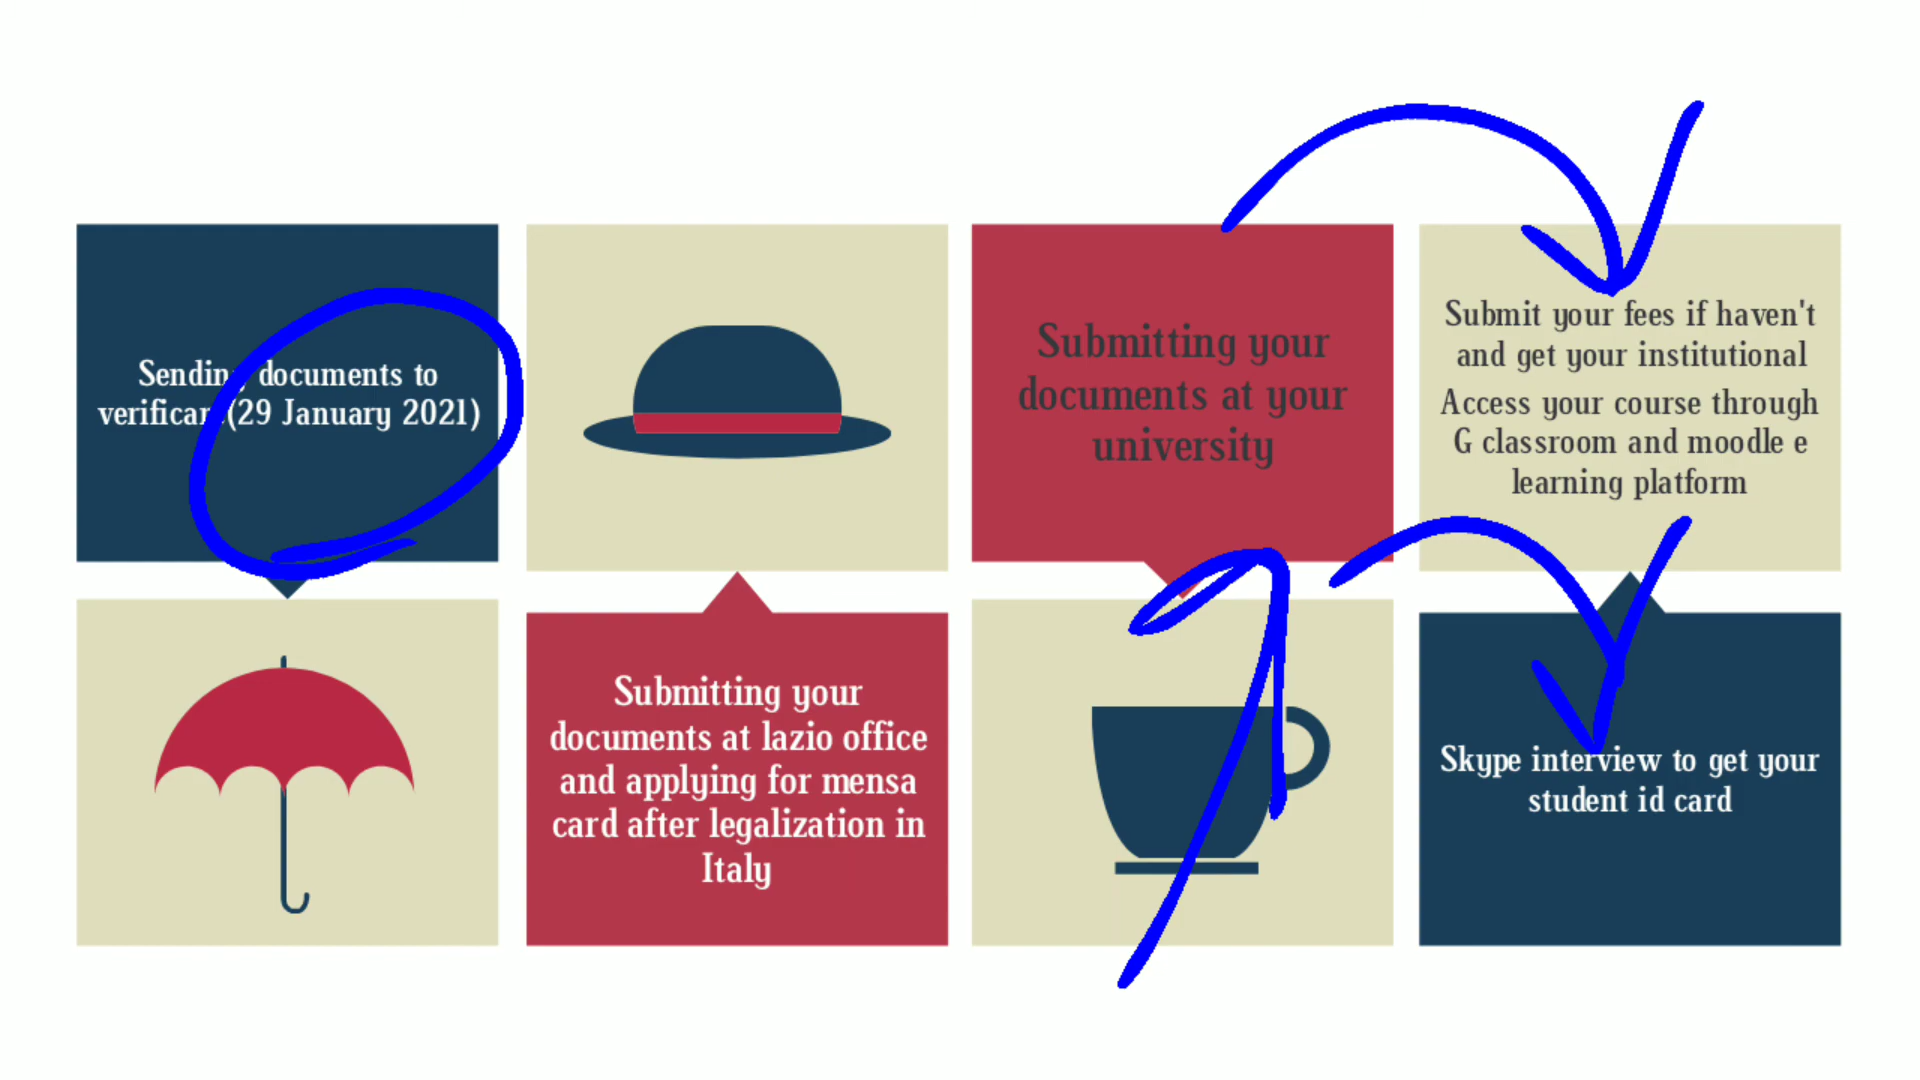 Sending documents to
verificare(29 January 2021)
Submitting your
documents at lazio office
and applying for mensa
card after legalization in
Italy
Submitting your
documents at your
university
Submit your fees if haven't
and get your institutional
Access your course through
G classroom and moodle e
learning platform
Skype interview to get your
student id card